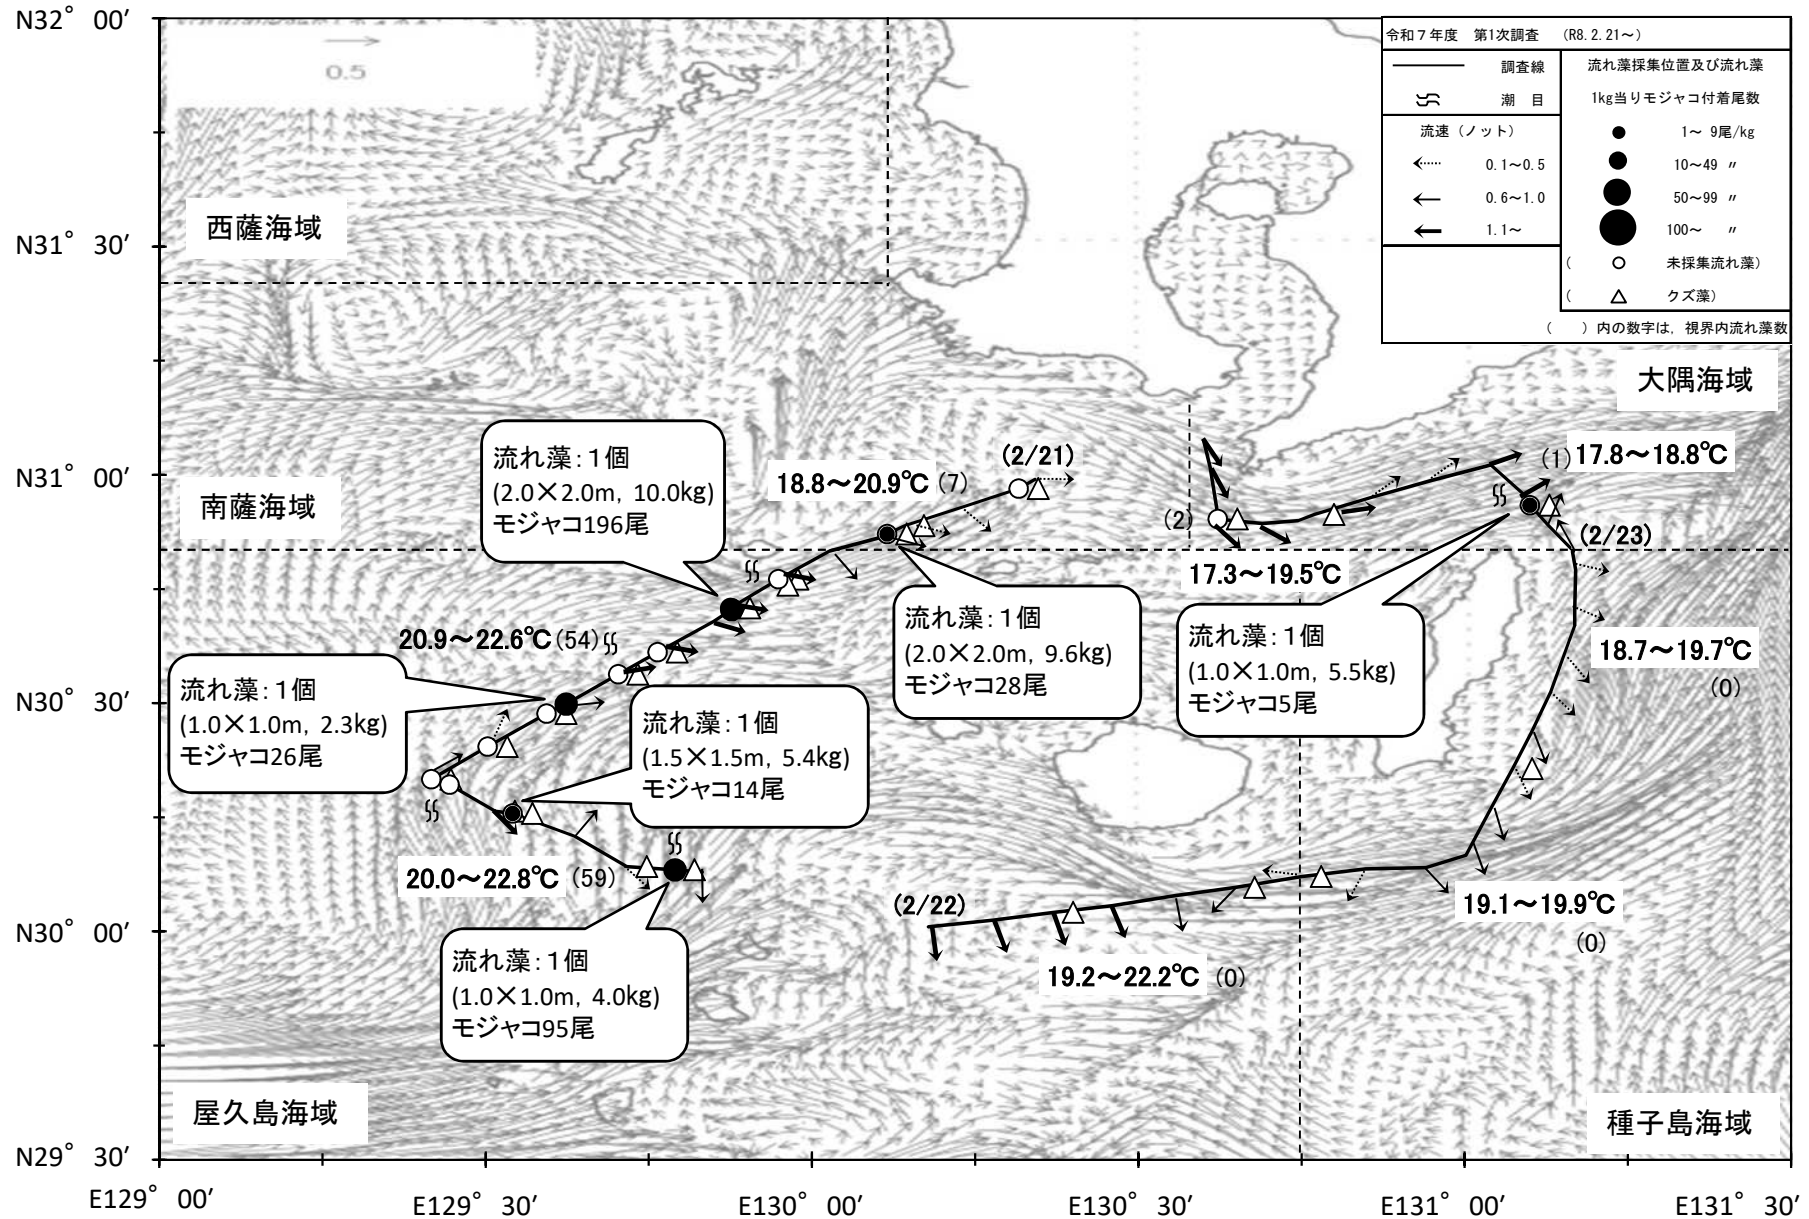 N32° 00′
N31° 30′
N31° 00′
N30° 30′
N30° 00′
N29° 30′
E129° 00′
E129° 30′
E130° 00′
E130° 30′
E131° 00′
E131° 30′
0.5
令和7年度 第1次調査 (R8.2.21～)
調査線
潮 目
流速(ノット)
0.1～0.5
0.6～1.0
1.1～
流れ藻採集位置及び流れ藻
1kg当りモジャコ付着尾数
1～ 9尾/kg
10～49 〃
50～99 〃
100～ 〃
( ○ 未採集流れ藻)
( △ クズ藻)
( )内の数字は，視界内流れ藻数
西薩海域
大隅海域
南薩海域
屋久島海域
種子島海域
流れ藻：1個
(2.0×2.0m，10.0kg)
モジャコ196尾
18.8～20.9℃(7)
(2/21)
(1)
17.8～18.8℃
(2)
(2/23)
17.3～19.5℃
流れ藻：1個
(2.0×2.0m，9.6kg)
モジャコ28尾
流れ藻：1個
(1.0×1.0m，5.5kg)
モジャコ5尾
20.9～22.6℃(54)
18.7～19.7℃
(0)
流れ藻：1個
(1.0×1.0m，2.3kg)
モジャコ26尾
流れ藻：1個
(1.5×1.5m，5.4kg)
モジャコ14尾
20.0～22.8℃(59)
(2/22)
19.1～19.9℃
(0)
19.2～22.2℃(0)
流れ藻：1個
(1.0×1.0m，4.0kg)
モジャコ95尾